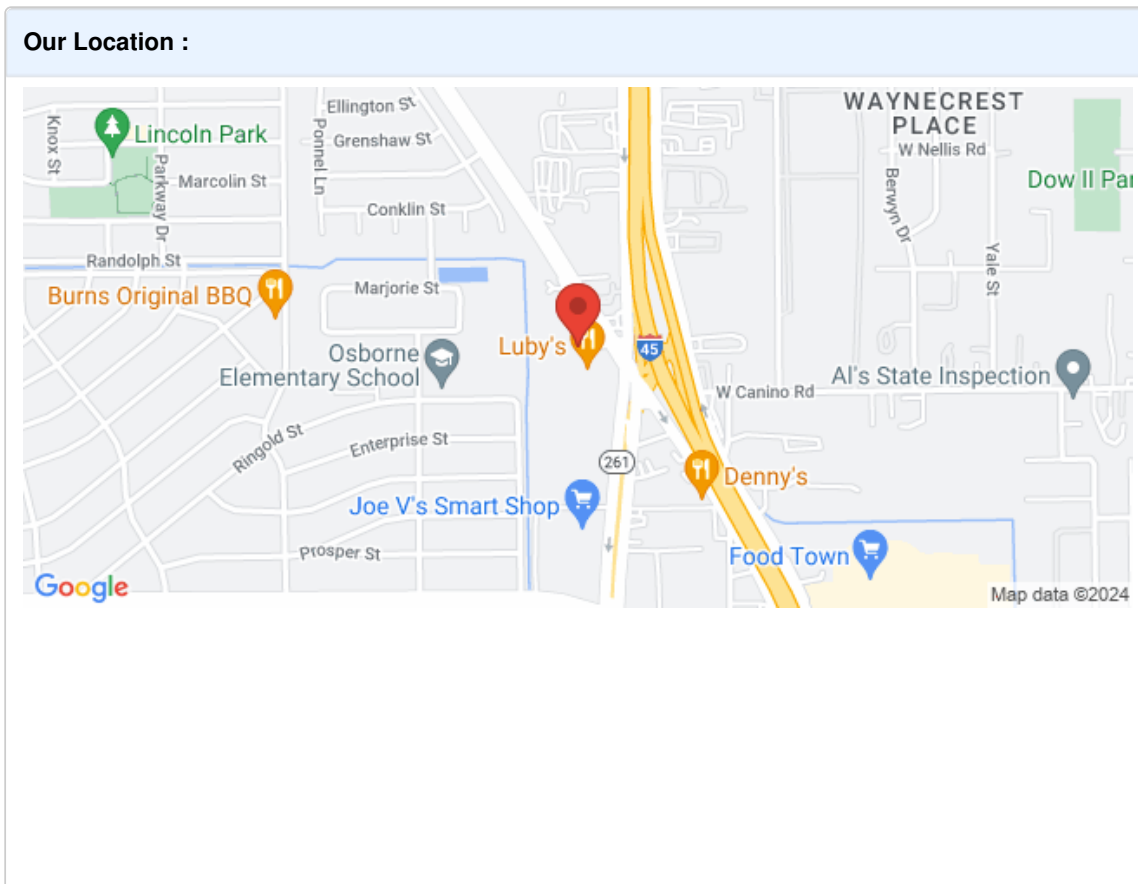 Our Location :
WAYNECREST
PLACE
Ellington St
Knox St
Lincoln Park
Ponnel Ln
Grenshaw St
W Nellis Rd
Parkway Dr
Marcolin St
Berwyn Dr
Dow II Par
Conklin St
Yale St
Randolph St
Burns Original BBQ
Marjorie St
Luby's
45
Osborne
Elementary School
Al's State Inspection
W Canino Rd
Ringold St
Enterprise St
261
Denny's
Joe V's Smart Shop
Prosper St
Food Town
Google
Map data ©2024